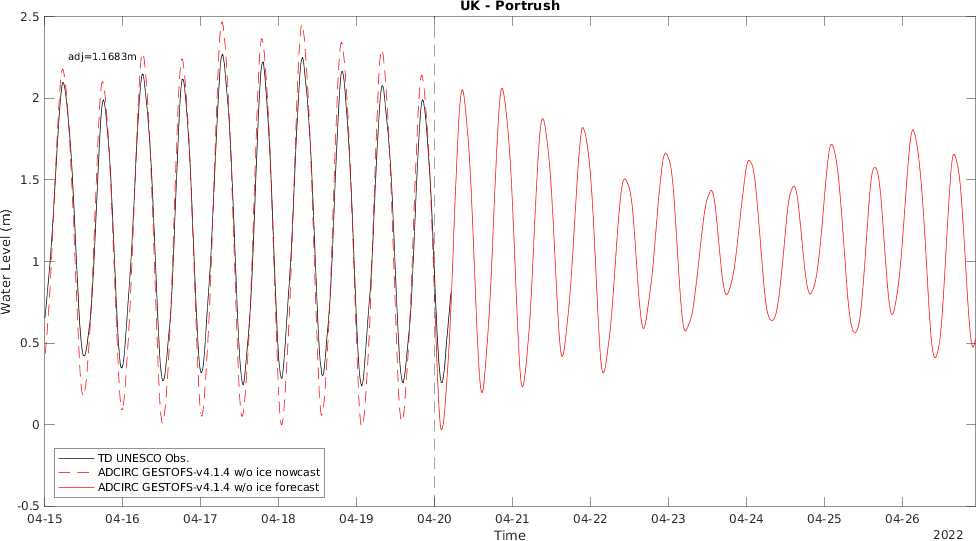 UK - Portrush
adj=1.1683m
2.5
2
1.5
1
0.5
0
-0.5
Water Level (m)
TD UNESCO Obs.
ADCIRC GESTOFS-v4.1.4 w/o ice nowcast
ADCIRC GESTOFS-v4.1.4 w/o ice forecast
04-15 04-16 04-17 04-18 04-19 04-20 04-21 04-22 04-23 04-24 04-25 04-26
Time
2022